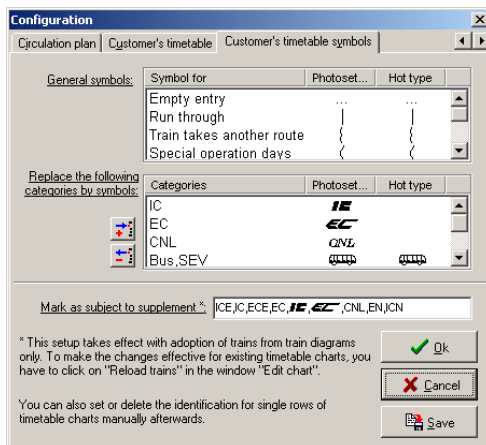 Configuration
Circulation plan Customer's timetable Customer's timetable symbols
General symbols: Symbol for Photoset... Hot type
Empty entry ... ...
Run through | |
Train takes another route { {
Special operation days ( (
Replace the following
categories by symbols:
Categories Photoset... Hot type
IC IC
EC EC
CNL CNL
Bus,SEV
Mark as subject to supplement *: ICE,IC,ECE,EC,IC,EC,CNL,EN,ICN
* This setup takes effect with adoption of trains from train diagrams
only. To make the changes effective for existing timetable charts, you
have to click on "Reload trains" in the window "Edit chart".
You can also set or delete the identification for single rows of
timetable charts manually afterwards.
Ok
Cancel
Save